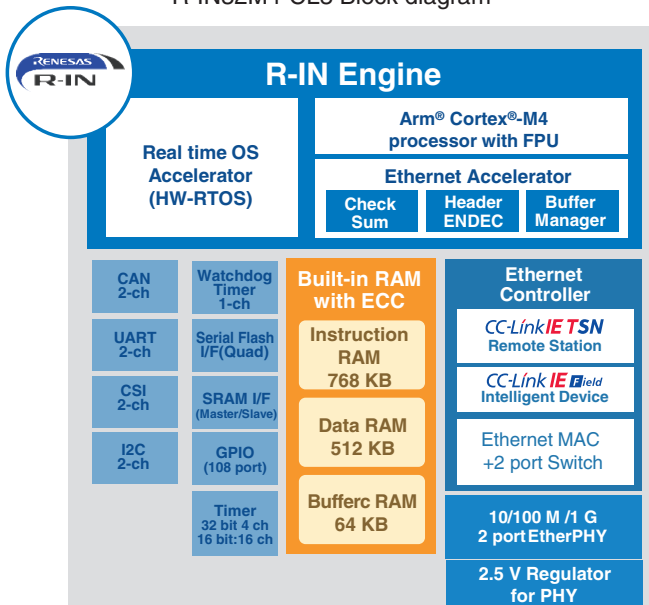 R-IN32M4-CL3 Block diagram
RENESAS
R-IN
R-IN Engine
Real time OS
Accelerator
(HW-RTOS)
Arm® Cortex®-M4
processor with FPU
Ethernet Accelerator
Check
Sum
Header
ENDEC
Buffer
Manager
CAN
2-ch
UART
2-ch
CSI
2-ch
I2C
2-ch
Watchdog
Timer
1-ch
Serial Flash
I/F(Quad)
SRAM I/F
(Master/Slave)
GPIO
(108 port)
Timer
32 bit 4 ch
16 bit:16 ch
Built-in RAM
with ECC
Instruction
RAM
768 KB
Data RAM
512 KB
Bufferc RAM
64 KB
Ethernet
Controller
CC-Link IE TSN
Remote Station
CC-Link IE Field
Intelligent Device
Ethernet MAC
+2 port Switch
10/100 M /1 G
2 port EtherPHY
2.5 V Regulator
for PHY